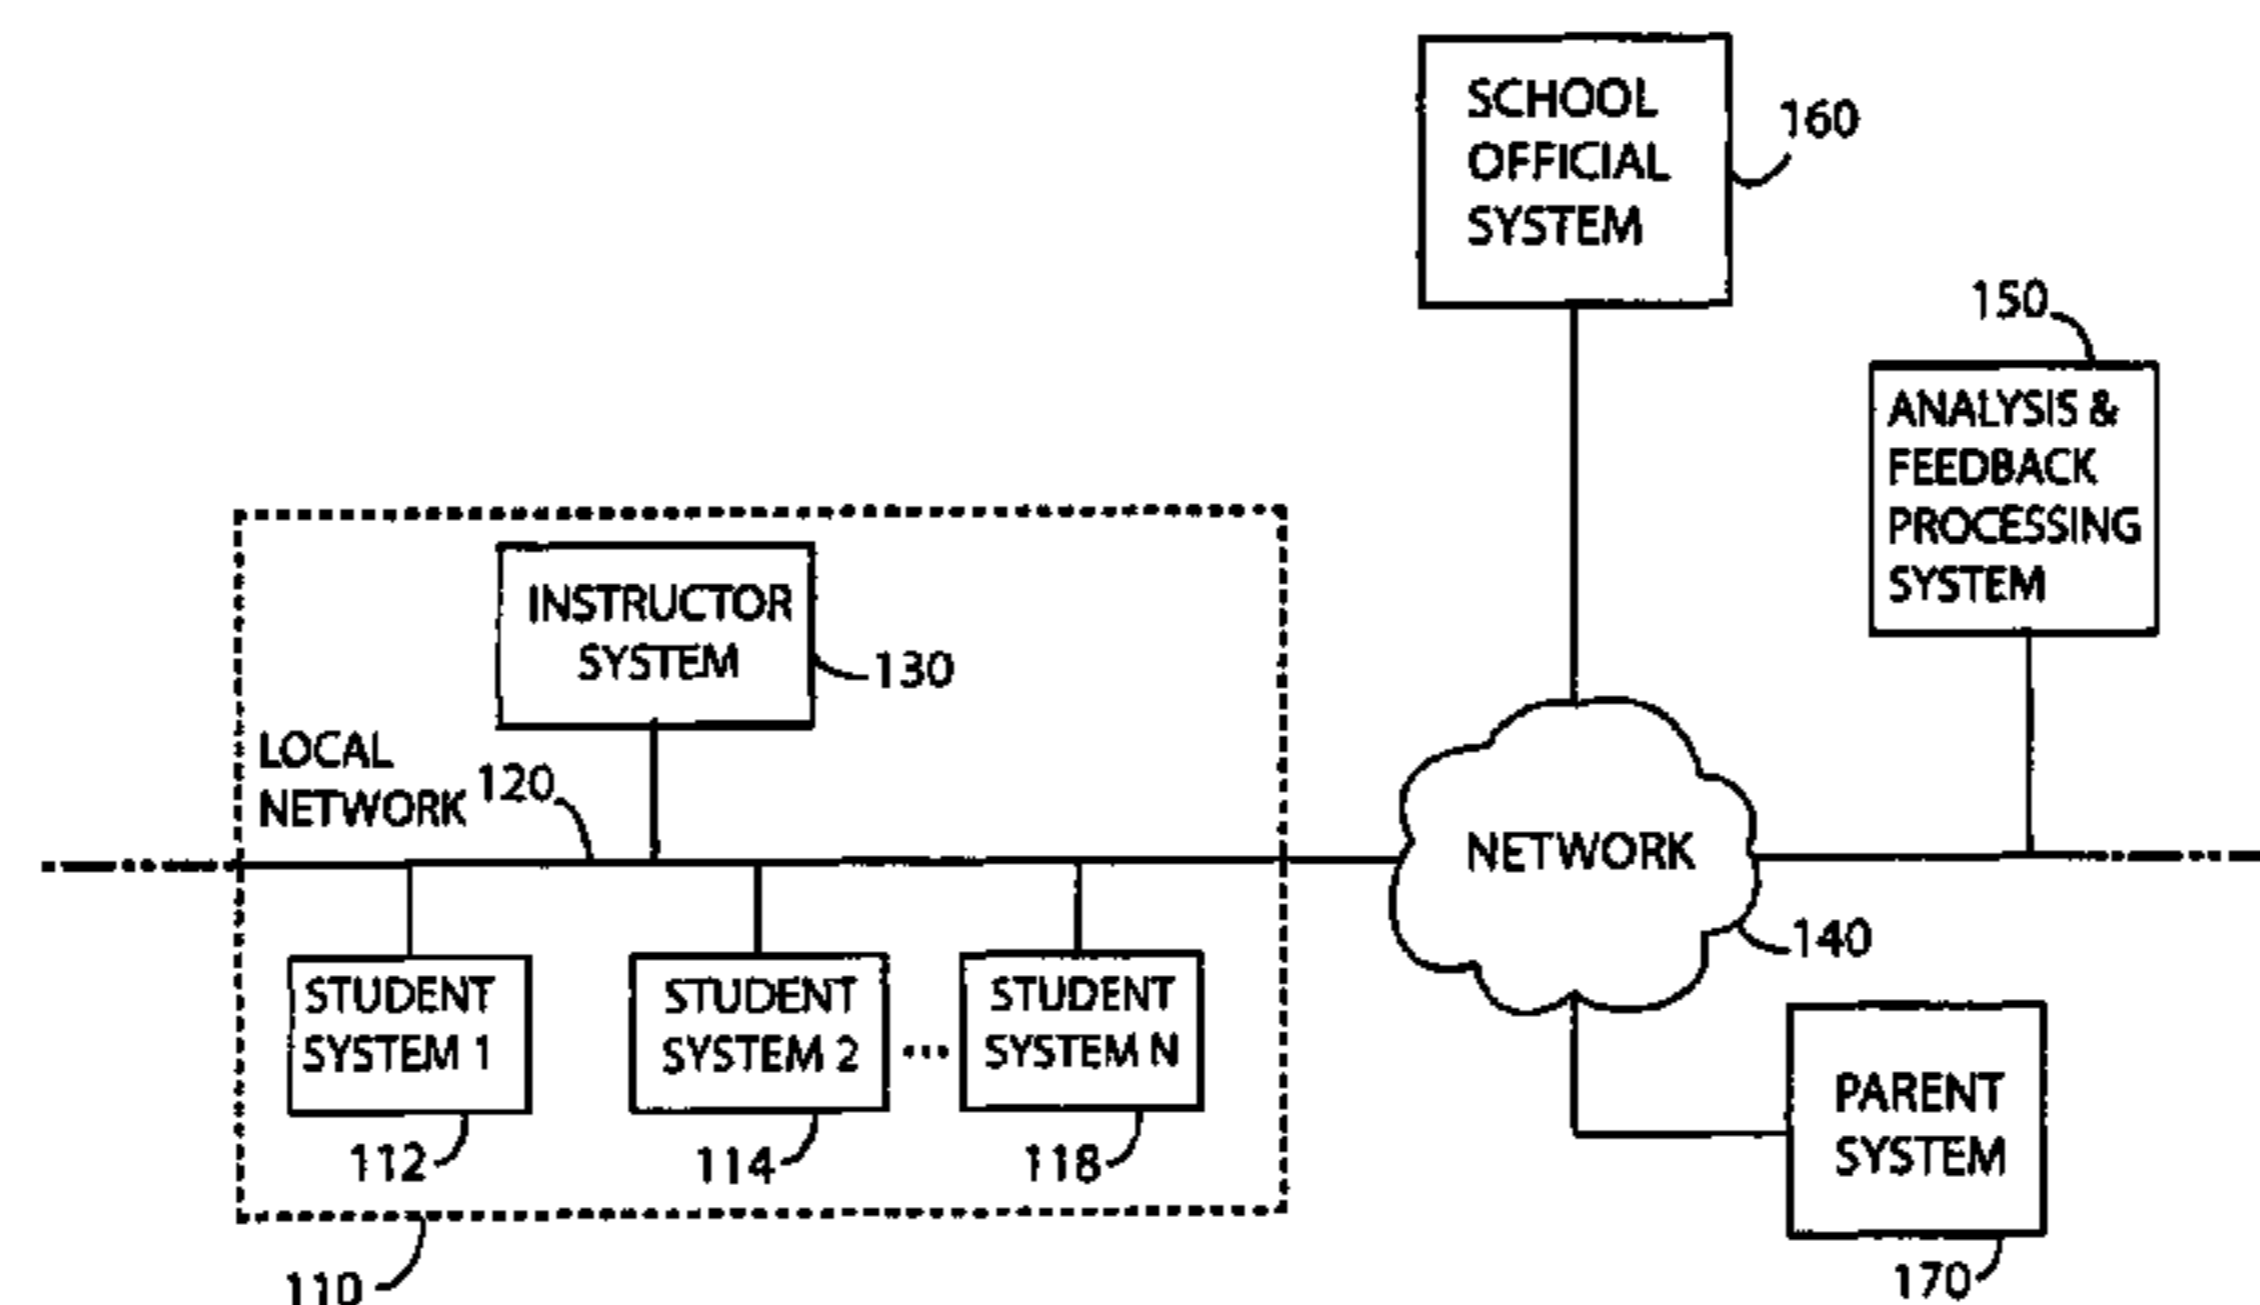 SCHOOL
OFFICIAL
SYSTEM
160
150
ANALYSIS &
FEEDBACK
PROCESSING
SYSTEM
INSTRUCTOR
SYSTEM
130
LOCAL
NETWORK
120
NETWORK
140
STUDENT
SYSTEM 1
112
STUDENT
SYSTEM 2
114
...
STUDENT
SYSTEM N
118
PARENT
SYSTEM
170
110